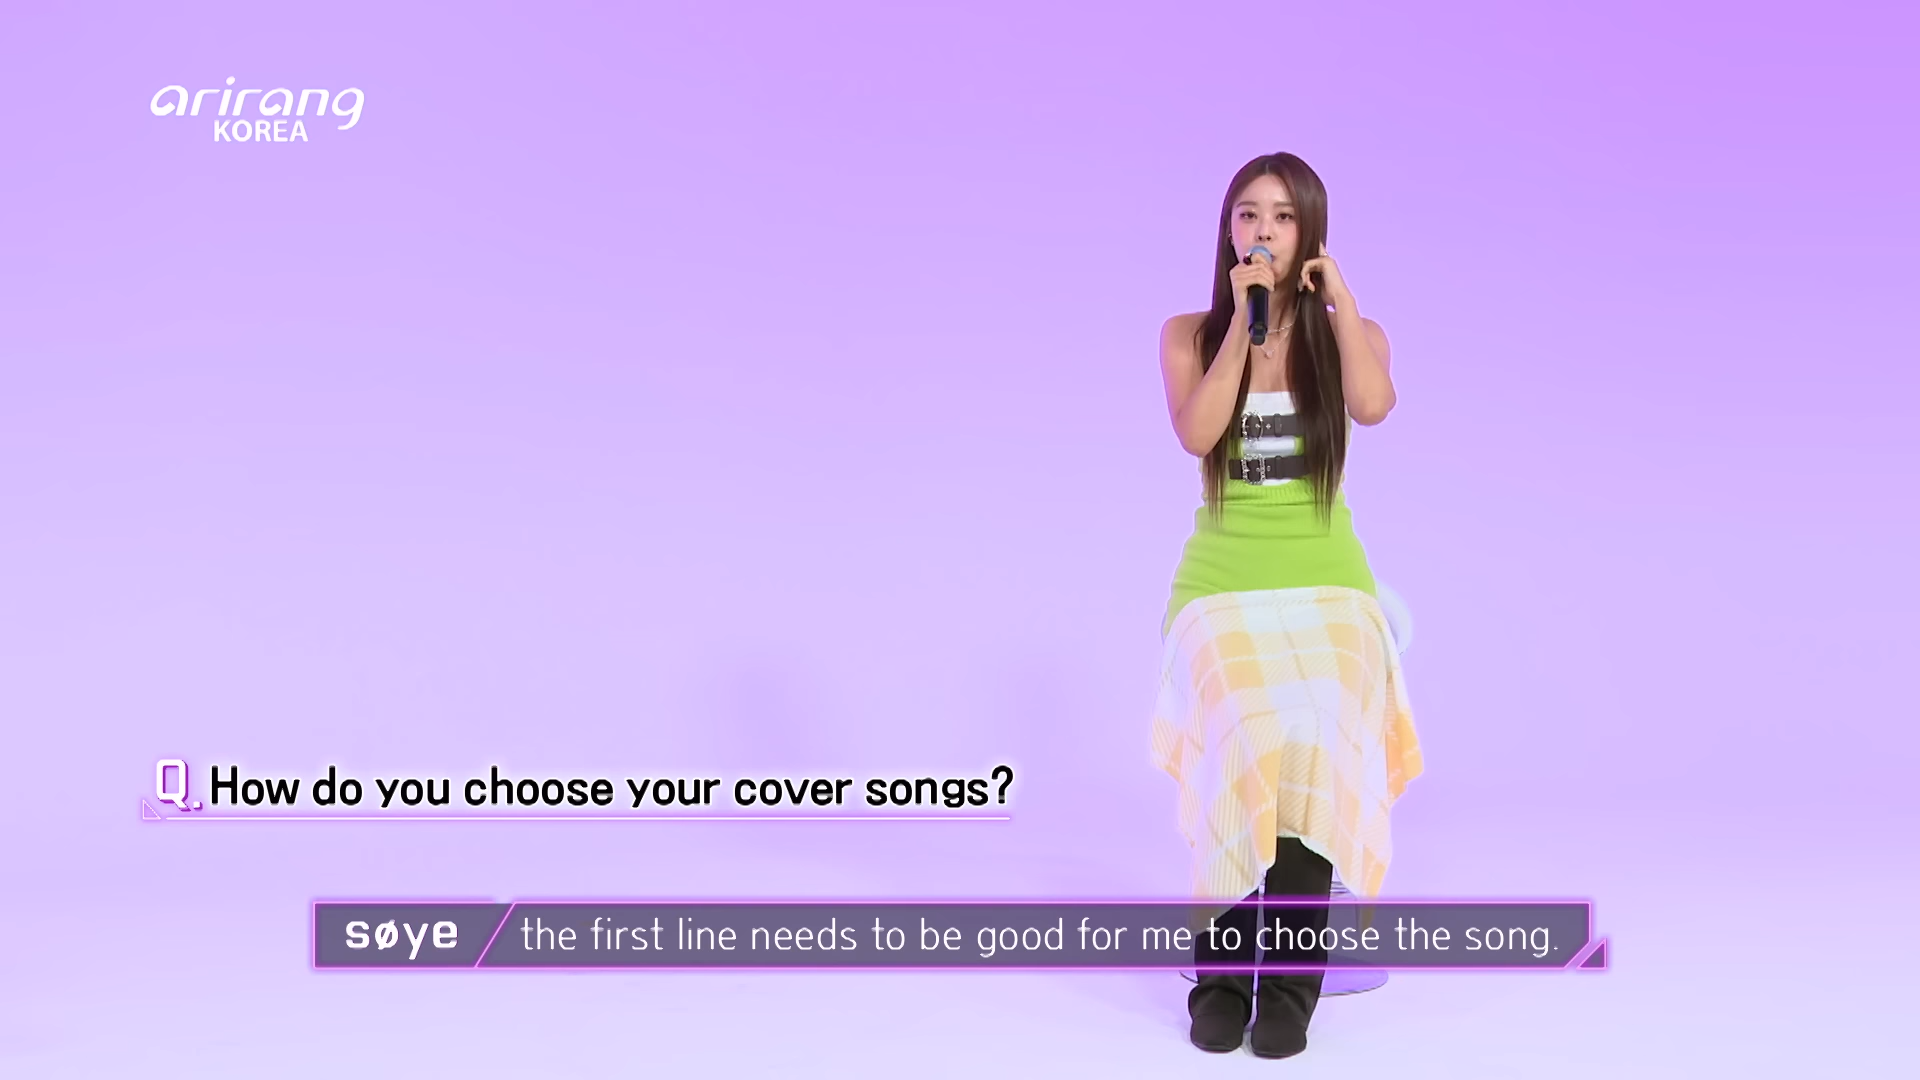 arirang
KOREA
Q. How do you choose your cover songs?
søye the first line needs to be good for me to choose the song.